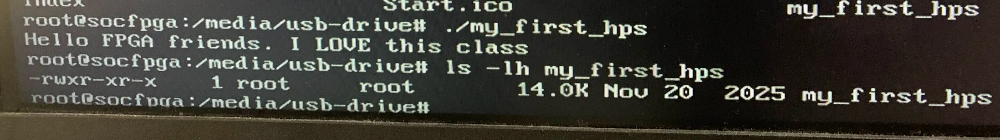 Index Start.ico my_first_hps
root@socfpga:/media/usb-drive# ./my_first_hps
Hello FPGA friends. I LOVE this class
root@socfpga:/media/usb-drive# ls -lh my_first_hps
-rwxr-xr-x 1 root root 14.0K Nov 20 2025 my_first_hps
root@socfpga:/media/usb-drive#